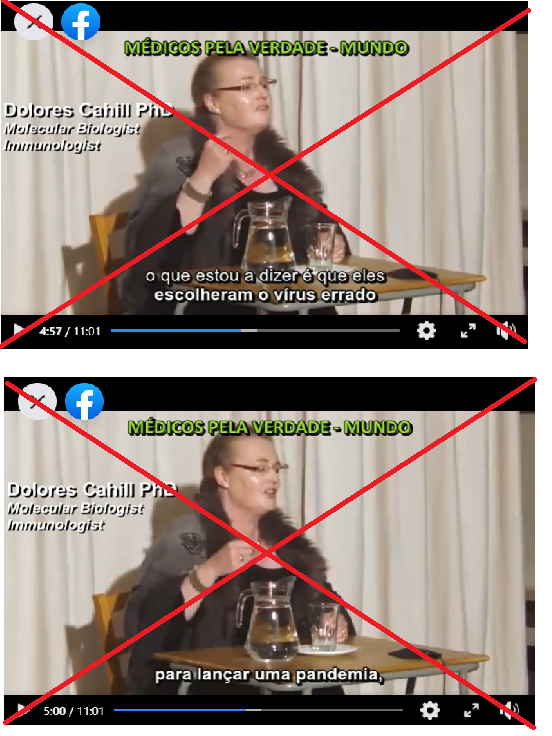 MÉDICOS PELA VERDADE - MUNDO
Dolores Cahill PhD
Molecular Biologist
Immunologist
o que estou a dizer é que eles
escolheram o vírus errado
4:57 / 11:01
MÉDICOS PELA VERDADE - MUNDO
Dolores Cahill PhD
Molecular Biologist
Immunologist
para lançar uma pandemia,
5:00 / 11:01